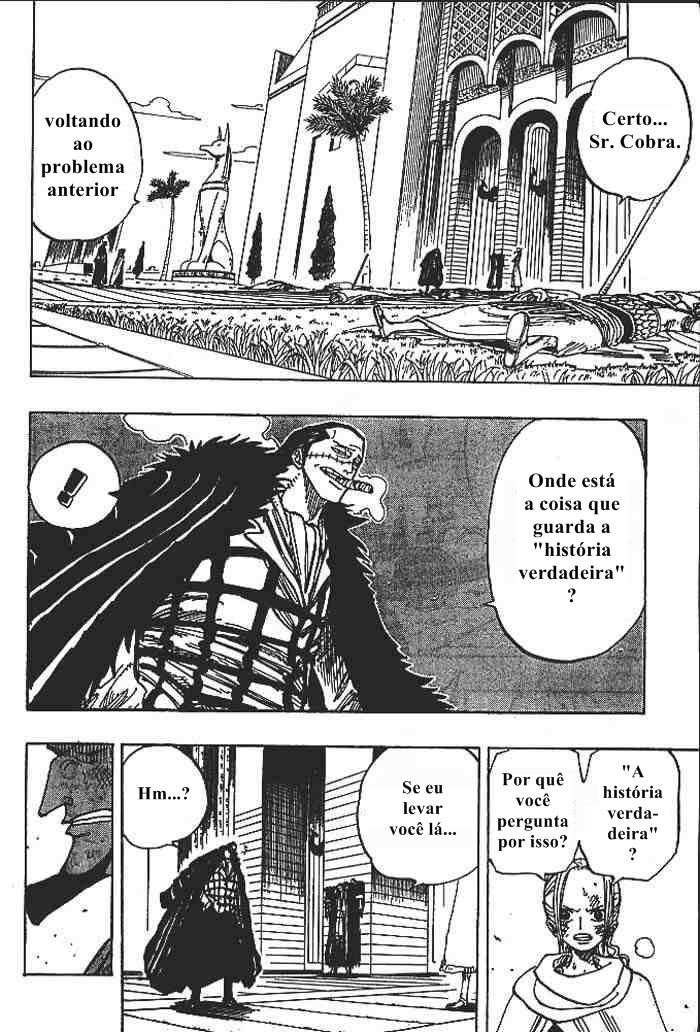 Certo...
Sr. Cobra.
voltando
ao
problema
anterior
Onde está
a coisa que
guarda a
"história
verdadeira"
?
!!
"A
história
verda-
deira"
?
Por quê
você
pergunta
por isso?
Se eu
levar
você lá...
Hm...?